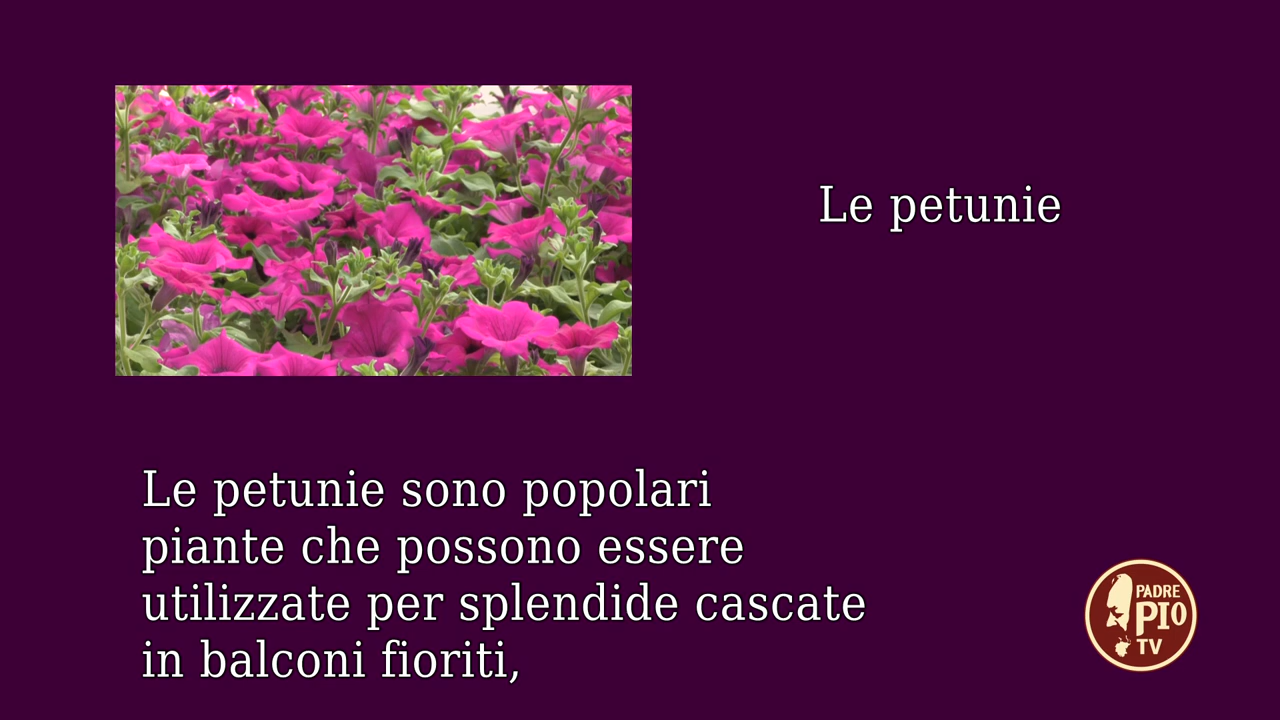 Le petunie
Le petunie sono popolari
piante che possono essere
utilizzate per splendide cascate
in balconi fioriti,
PADRE
PIO
TV